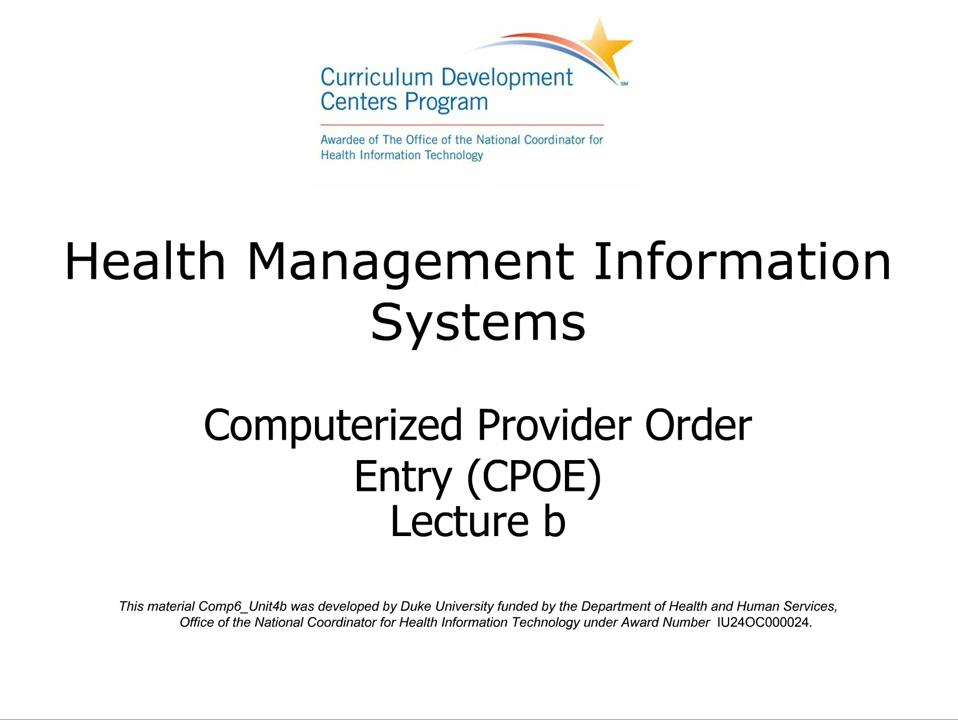 Curriculum Development
Centers Program
Awardee of The Office of the National Coordinator for
Health Information Technology
Health Management Information
Systems
Computerized Provider Order
Entry (CPOE)
Lecture b
This material Comp6_Unit4b was developed by Duke University funded by the Department of Health and Human Services,
Office of the National Coordinator for Health Information Technology under Award Number IU24OC000024.